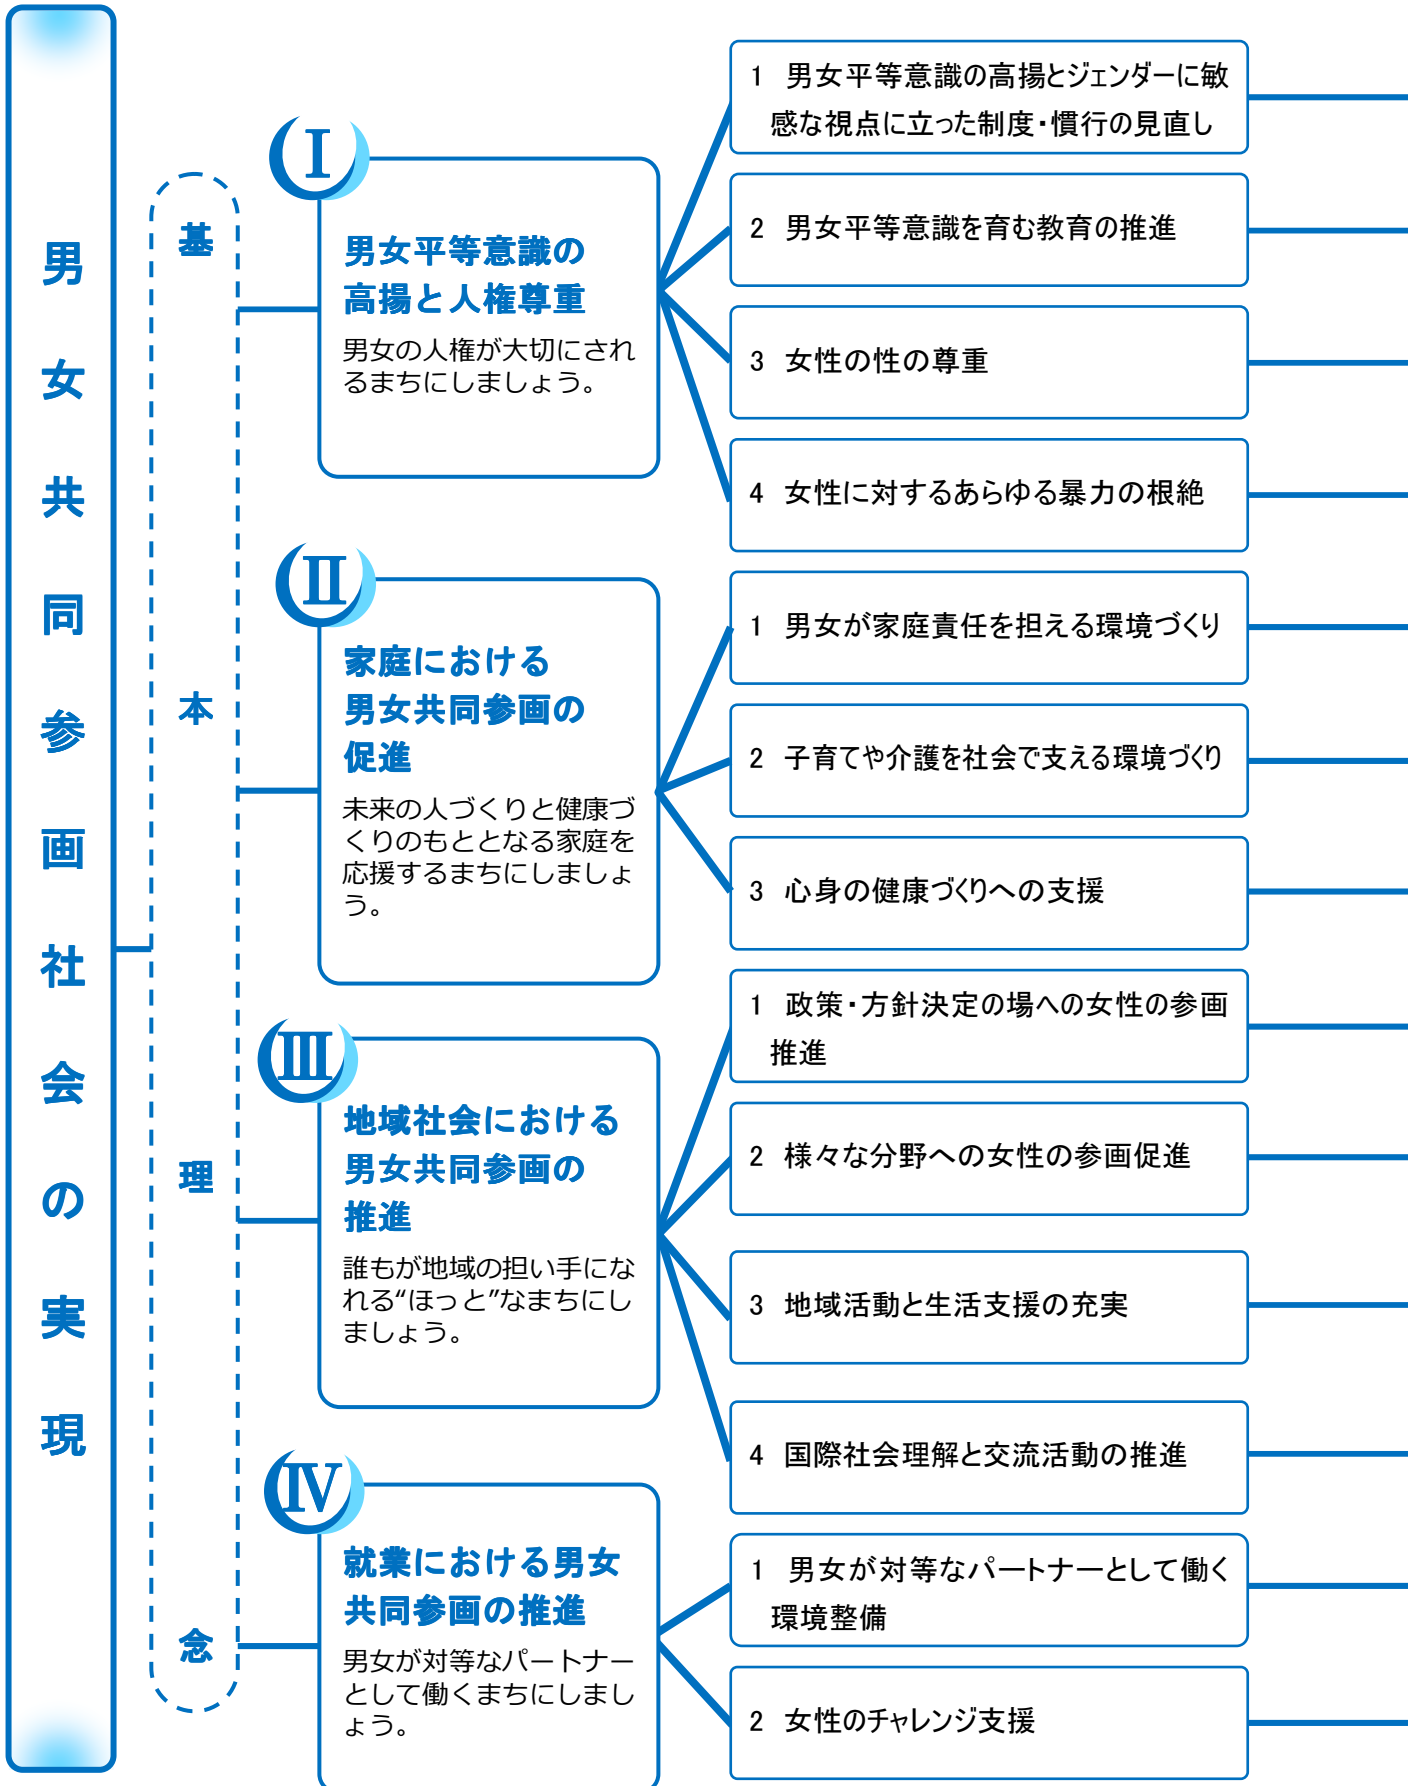 男女共同参画社会の実現
基本理念
Ⅰ
男女平等意識の
高揚と人権尊重
男女の人権が大切にされ
るまちにしましょう。
1 男女平等意識の高揚とジェンダーに敏
感な視点に立った制度・慣行の見直し
2 男女平等意識を育む教育の推進
3 女性の性の尊重
4 女性に対するあらゆる暴力の根絶
Ⅱ
家庭における
男女共同参画の
促進
未来の人づくりと健康づ
くりのもととなる家庭を
応援するまちにしましょ
う。
1 男女が家庭責任を担える環境づくり
2 子育てや介護を社会で支える環境づくり
3 心身の健康づくりへの支援
Ⅲ
地域社会における
男女共同参画の
推進
誰もが地域の担い手にな
れる“ほっと”なまちにし
ましょう。
1 政策・方針決定の場への女性の参画
推進
2 様々な分野への女性の参画促進
3 地域活動と生活支援の充実
4 国際社会理解と交流活動の推進
Ⅳ
就業における男女
共同参画の推進
男女が対等なパートナー
として働くまちにしまし
ょう。
1 男女が対等なパートナーとして働く
環境整備
2 女性のチャレンジ支援